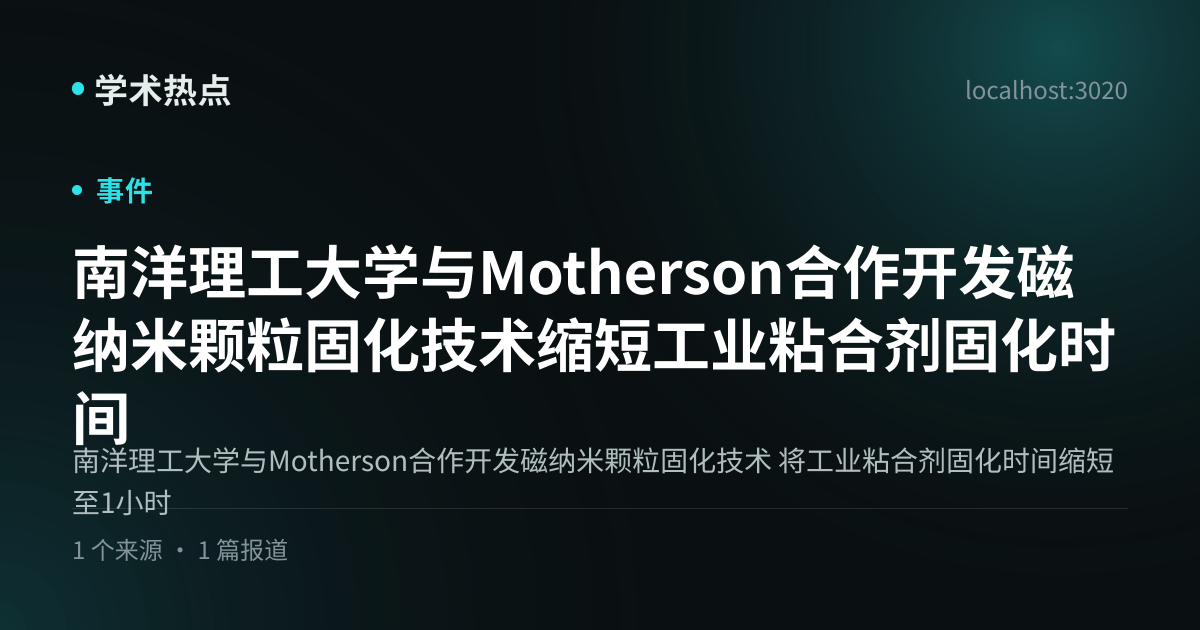 学术热点
localhost:3020
事件
南洋理工大学与Motherson合作开发磁
纳米颗粒固化技术缩短工业粘合剂固化时
间
南洋理工大学与Motherson合作开发磁纳米颗粒固化技术 将工业粘合剂固化时间缩短
至1小时
1 个来源 · 1 篇报道